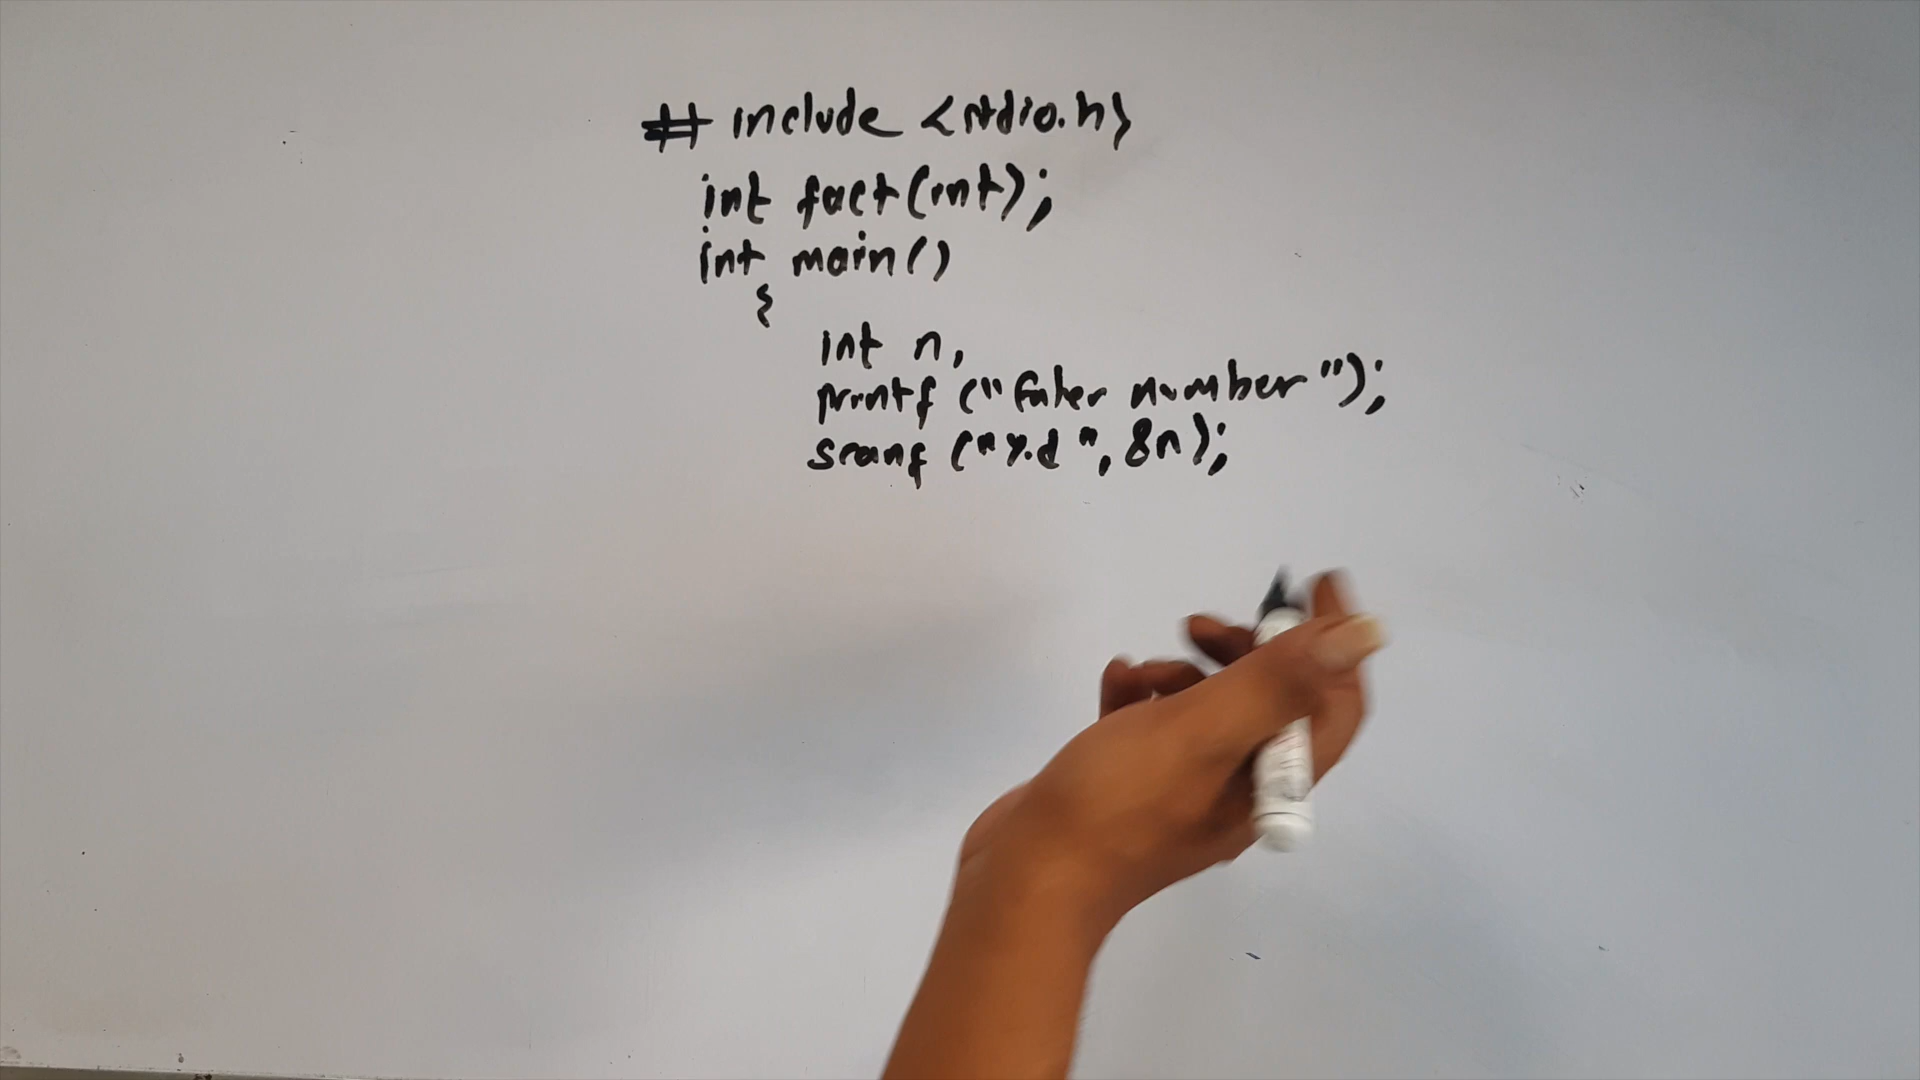 # include <stdio.h>
int fact(int);
int main()
{
int n,
printf ("Enter number");
scanf ("%d", &n);